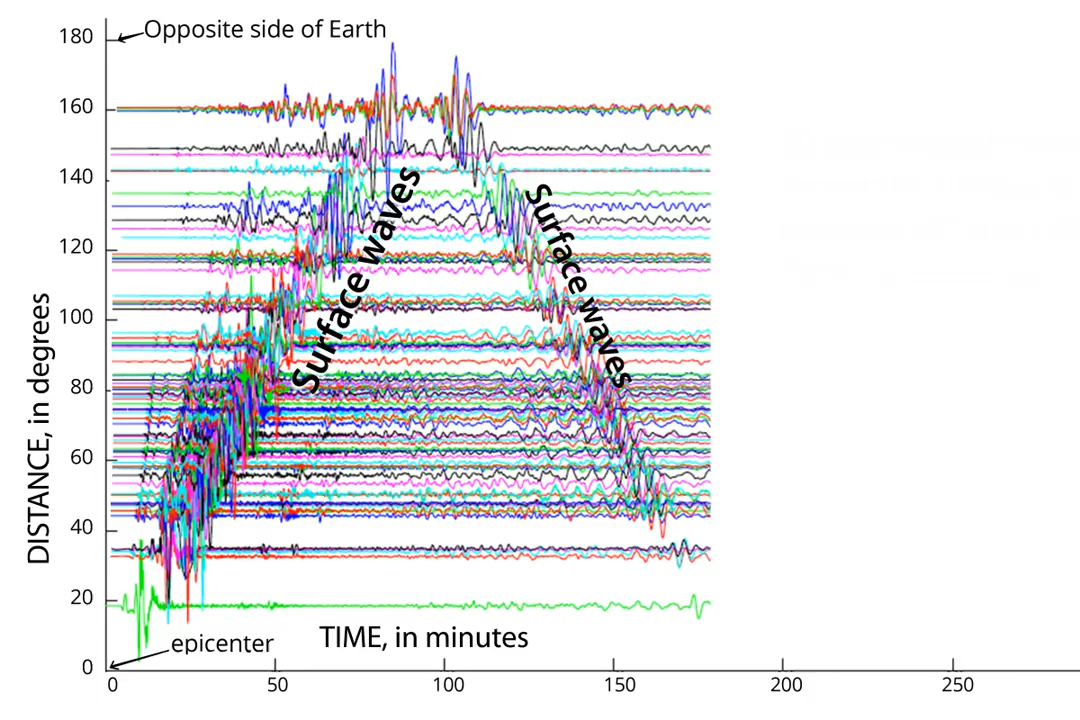 180
Opposite side of Earth
160
140
120
100
80
60
40
20
0
DISTANCE, in degrees
Surface waves
Surface waves
epicenter
TIME, in minutes
0
50
100
150
200
250